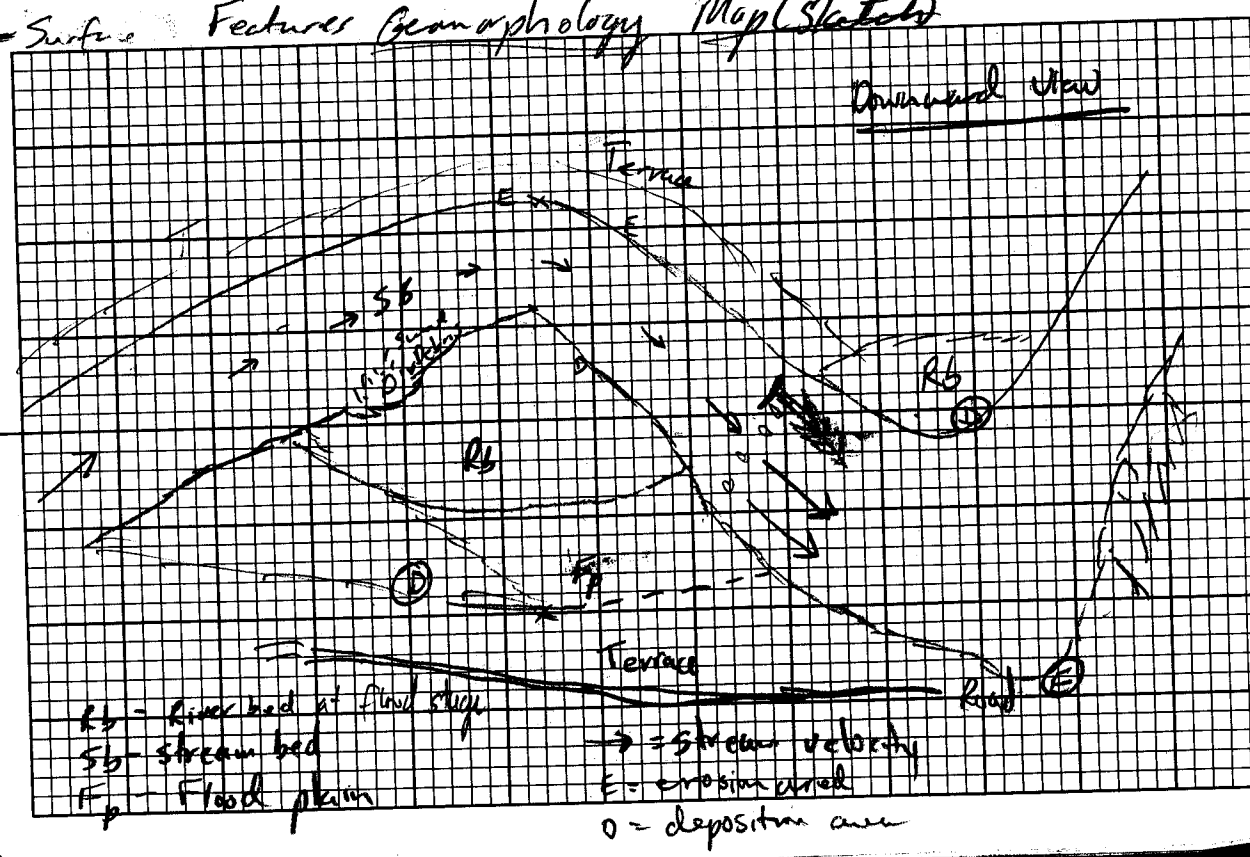 - Surface Features Geomorphology Map (Sketch)
Downward View
Terrace
E
E
Sb
D
Rb
D
Rb
D
Fp
D
Terrace
Road
E
Rb - River bed at flood stage
Sb - stream bed
Fp - Flood plain
→ = stream velocity
E = erosion
D = deposition area